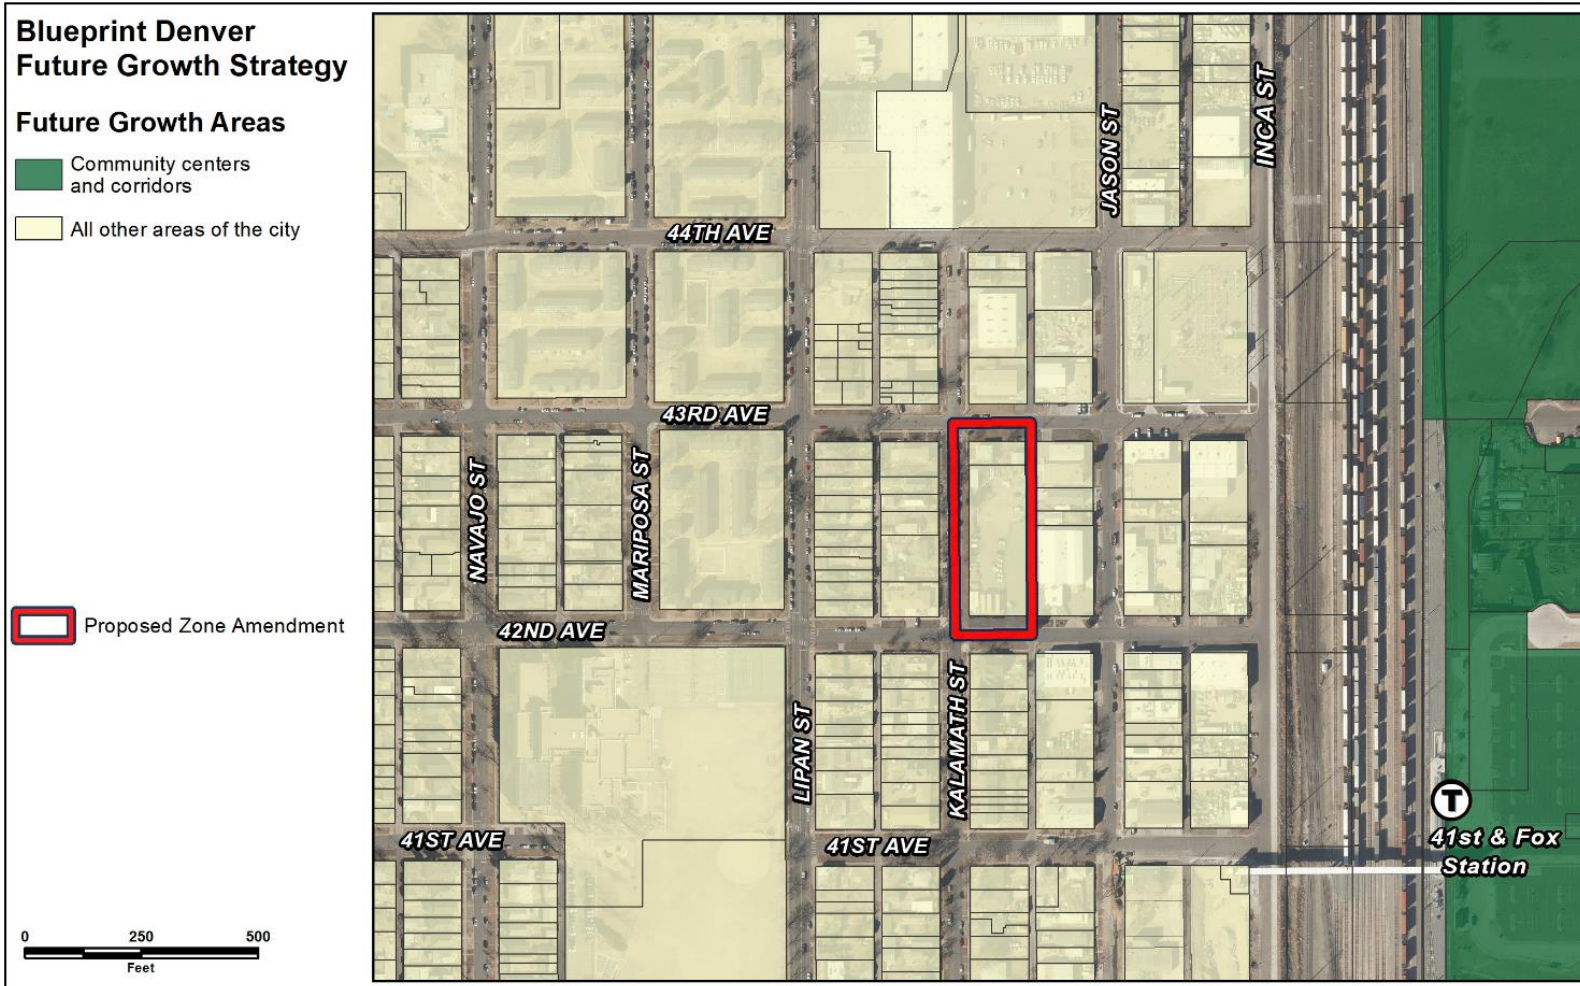 Blueprint Denver
Future Growth Strategy
Future Growth Areas
Community centers
and corridors
All other areas of the city
Proposed Zone Amendment
0 250 500
Feet
44TH AVE
43RD AVE
42ND AVE
41ST AVE
41ST AVE
NAVAJO ST
MARIPOSA ST
LIPAN ST
KALAMATH ST
JASON ST
INCA ST
T
41st & Fox
Station